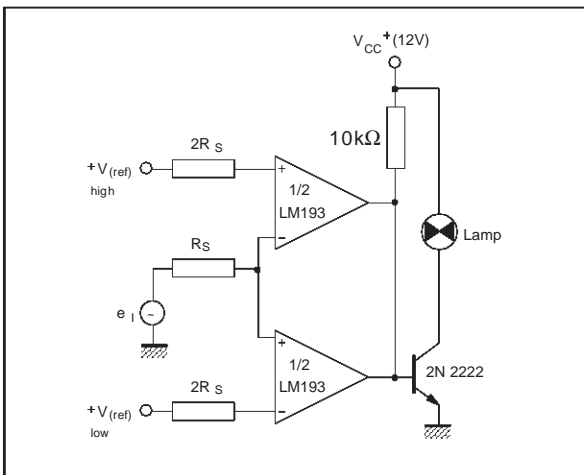 V CC + (12V)
10kΩ
2R S
+V (ref)
high
+
1/2
LM193
−
Lamp
R S
e I
~
+
1/2
LM193
−
2N 2222
2R S
+V (ref)
low